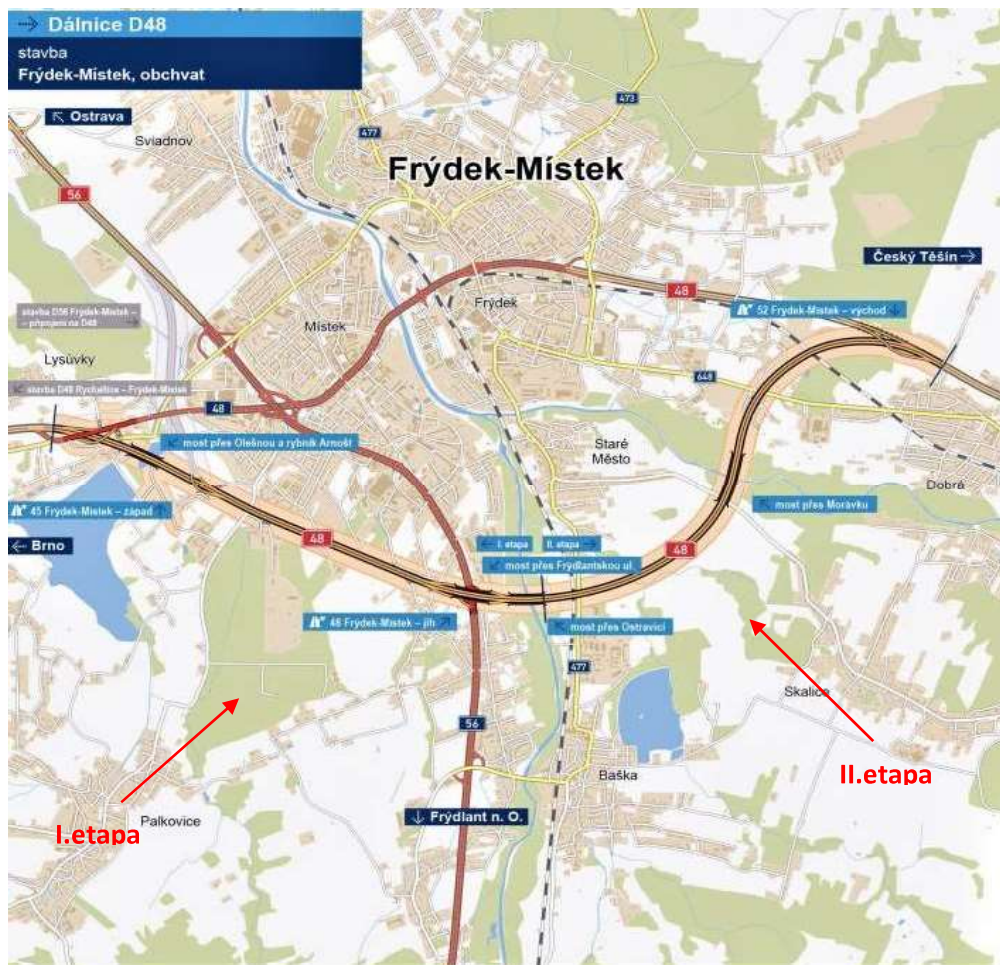 → Dálnice D48
stavba
Frýdek-Místek, obchvat
473
↖ Ostrava
477
Sviadnov
Frýdek-Místek
56
Český Těšín →
48
Frýdek
52 Frýdek-Místek – východ
stavba D56 Frýdek-Místek –
– připojení na D48
Místek
Lysůvky
648
stavba D48 Rychaltice – Frýdek-Místek
48
most přes Olešnou a rybník Arnošt
Staré
Město
Dobrá
most přes Morávku
45 Frýdek-Místek – západ
48
← Brno
← I. etapa
II. etapa →
48
most přes Frýdlantskou ul.
46 Frýdek-Místek – jih
most přes Ostravici
477
Skalice
56
Baška
II.etapa
↓ Frýdlant n. O.
Palkovice
I.etapa